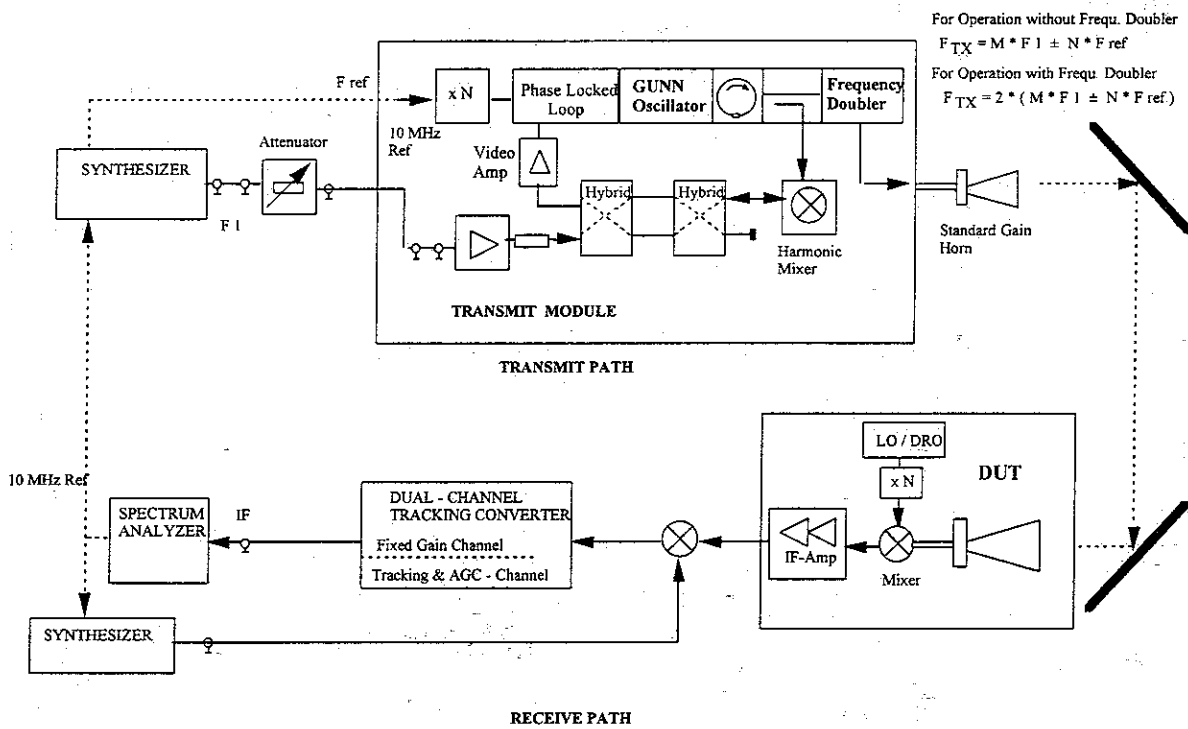 For Operation without Frequ. Doubler
F TX = M * F 1 ± N * F ref
For Operation with Frequ. Doubler
F TX = 2 * ( M * F 1 ± N * F ref.)
F ref
x N
Phase Locked
Loop
GUNN
Oscillator
Frequency
Doubler
10 MHz
Ref
Attenuator
SYNTHESIZER
F 1
Video
Amp
Hybrid
Hybrid
Harmonic
Mixer
Standard Gain
Horn
TRANSMIT MODULE
TRANSMIT PATH
LO / DRO
x N
DUT
IF-Amp
Mixer
10 MHz Ref
SPECTRUM
ANALYZER
IF
DUAL - CHANNEL
TRACKING CONVERTER
Fixed Gain Channel
Tracking & AGC - Channel
SYNTHESIZER
RECEIVE PATH